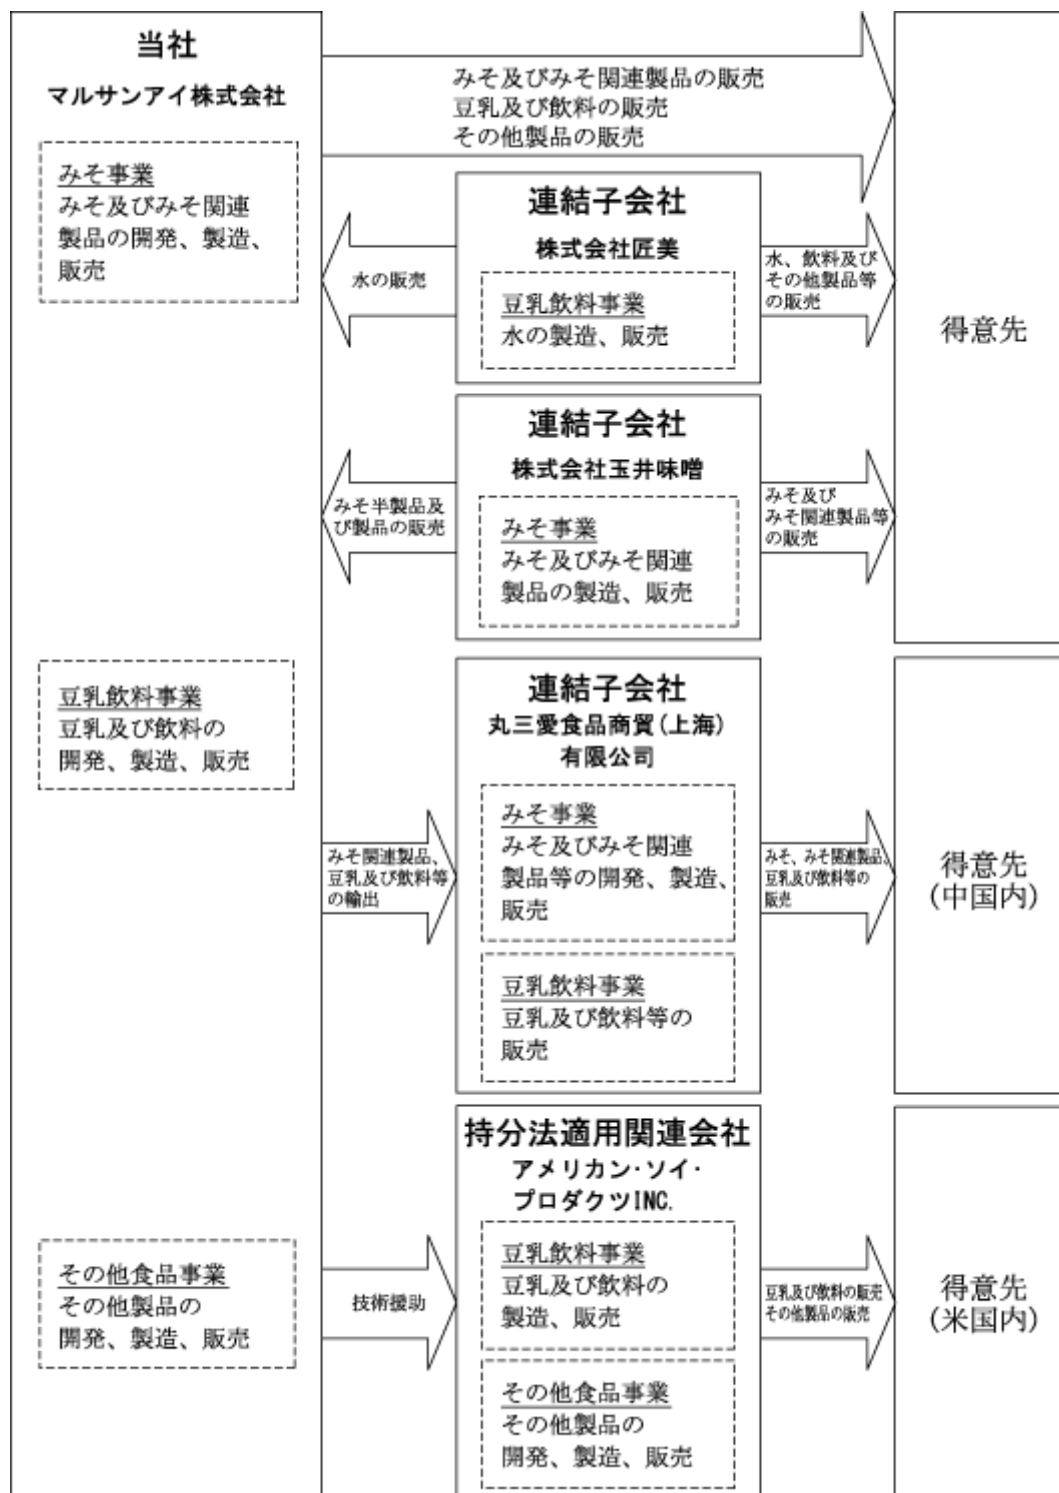 当社
マルサンアイ株式会社
みそ事業
みそ及びみそ関連
製品の開発、製造、
販売
みそ及びみそ関連製品の販売
豆乳及び飲料の販売
その他製品の販売
連結子会社
株式会社匠美
豆乳飲料事業
水の製造、販売
水の販売
水、飲料及び
その他製品等
の販売
得意先
連結子会社
株式会社玉井味噌
みそ事業
みそ及びみそ関連
製品の製造、販売
みそ半製品及
び製品の販売
みそ及び
みそ関連製品等
の販売
豆乳飲料事業
豆乳及び飲料の
開発、製造、販売
連結子会社
丸三愛食品商貿(上海)
有限公司
みそ事業
みそ及びみそ関連
製品等の開発、製造、
販売
豆乳飲料事業
豆乳及び飲料等の
販売
みそ関連製品、
豆乳及び飲料等
の輸出
みそ、みそ関連製品、
豆乳及び飲料等の
販売
得意先
(中国内)
その他食品事業
その他製品の
開発、製造、販売
技術援助
持分法適用関連会社
アメリカン・ソイ・
プロダクツINC.
豆乳飲料事業
豆乳及び飲料の
製造、販売
その他食品事業
その他製品の
開発、製造、販売
豆乳及び飲料の販売
その他製品の販売
得意先
(米国内)